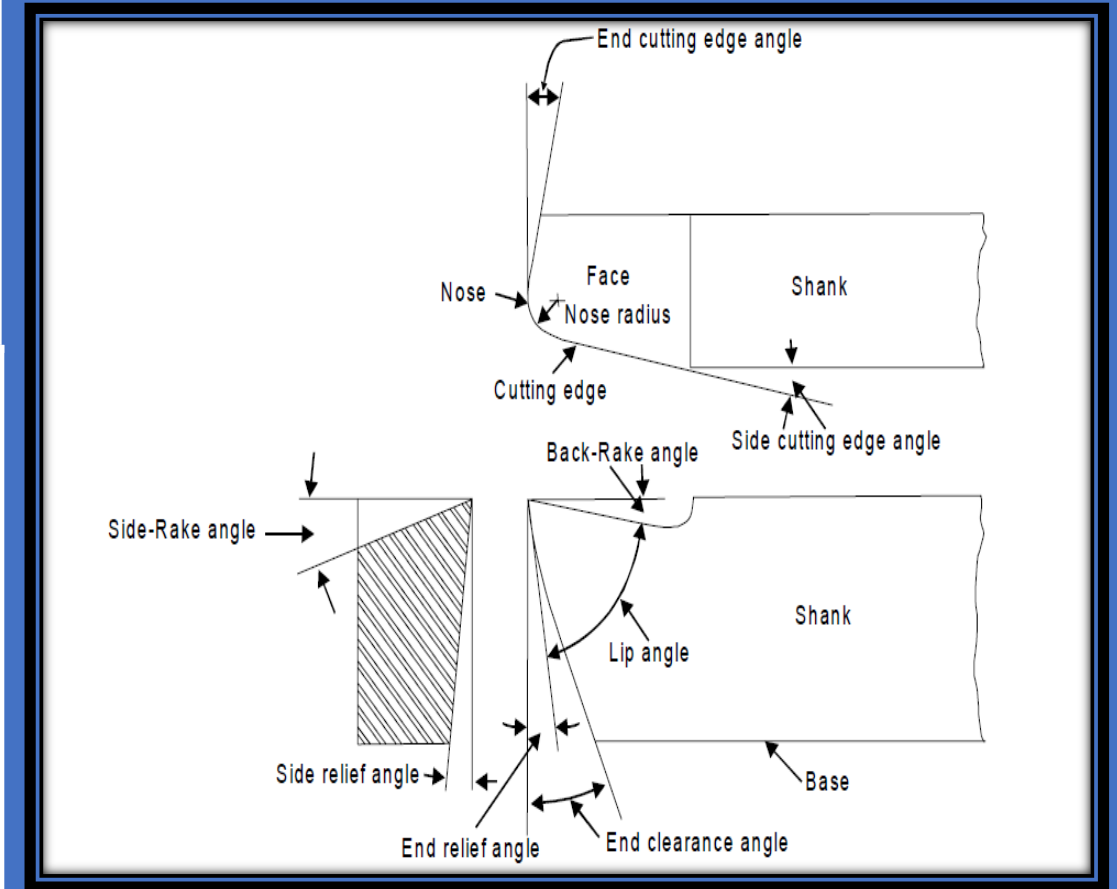 End cutting edge angle
Face
Shank
Nose
Nose radius
Cutting edge
Side cutting edge angle
Back-Rake angle
Side-Rake angle
Shank
Lip angle
Side relief angle
Base
End relief angle
End clearance angle